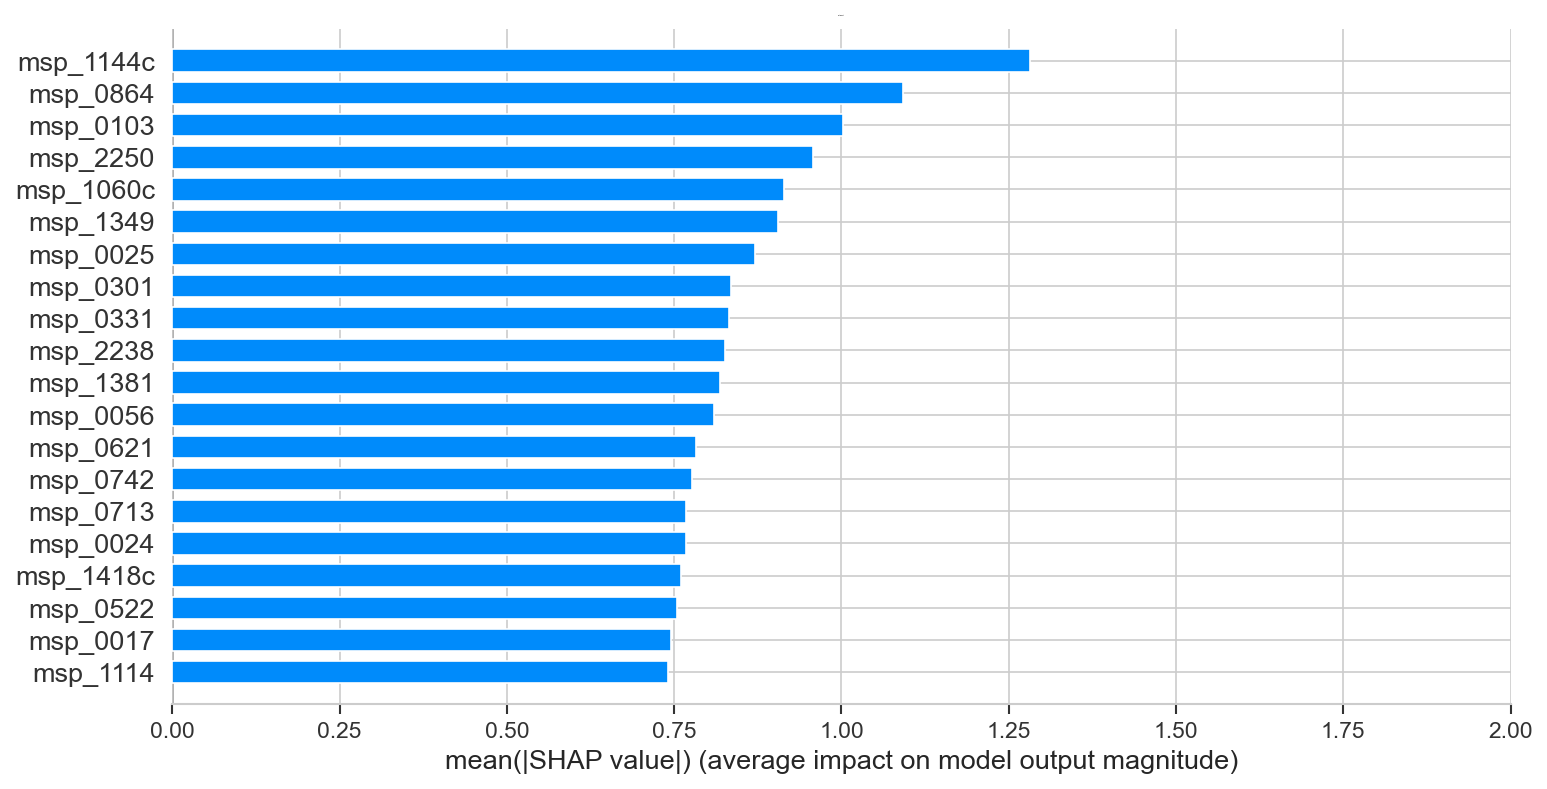 msp_1144c
msp_0864
msp_0103
msp_2250
msp_1060c
msp_1349
msp_0025
msp_0301
msp_0331
msp_2238
msp_1381
msp_0056
msp_0621
msp_0742
msp_0713
msp_0024
msp_1418c
msp_0522
msp_0017
msp_1114
0.00 0.25 0.50 0.75 1.00 1.25 1.50 1.75 2.00
mean(|SHAP value|) (average impact on model output magnitude)